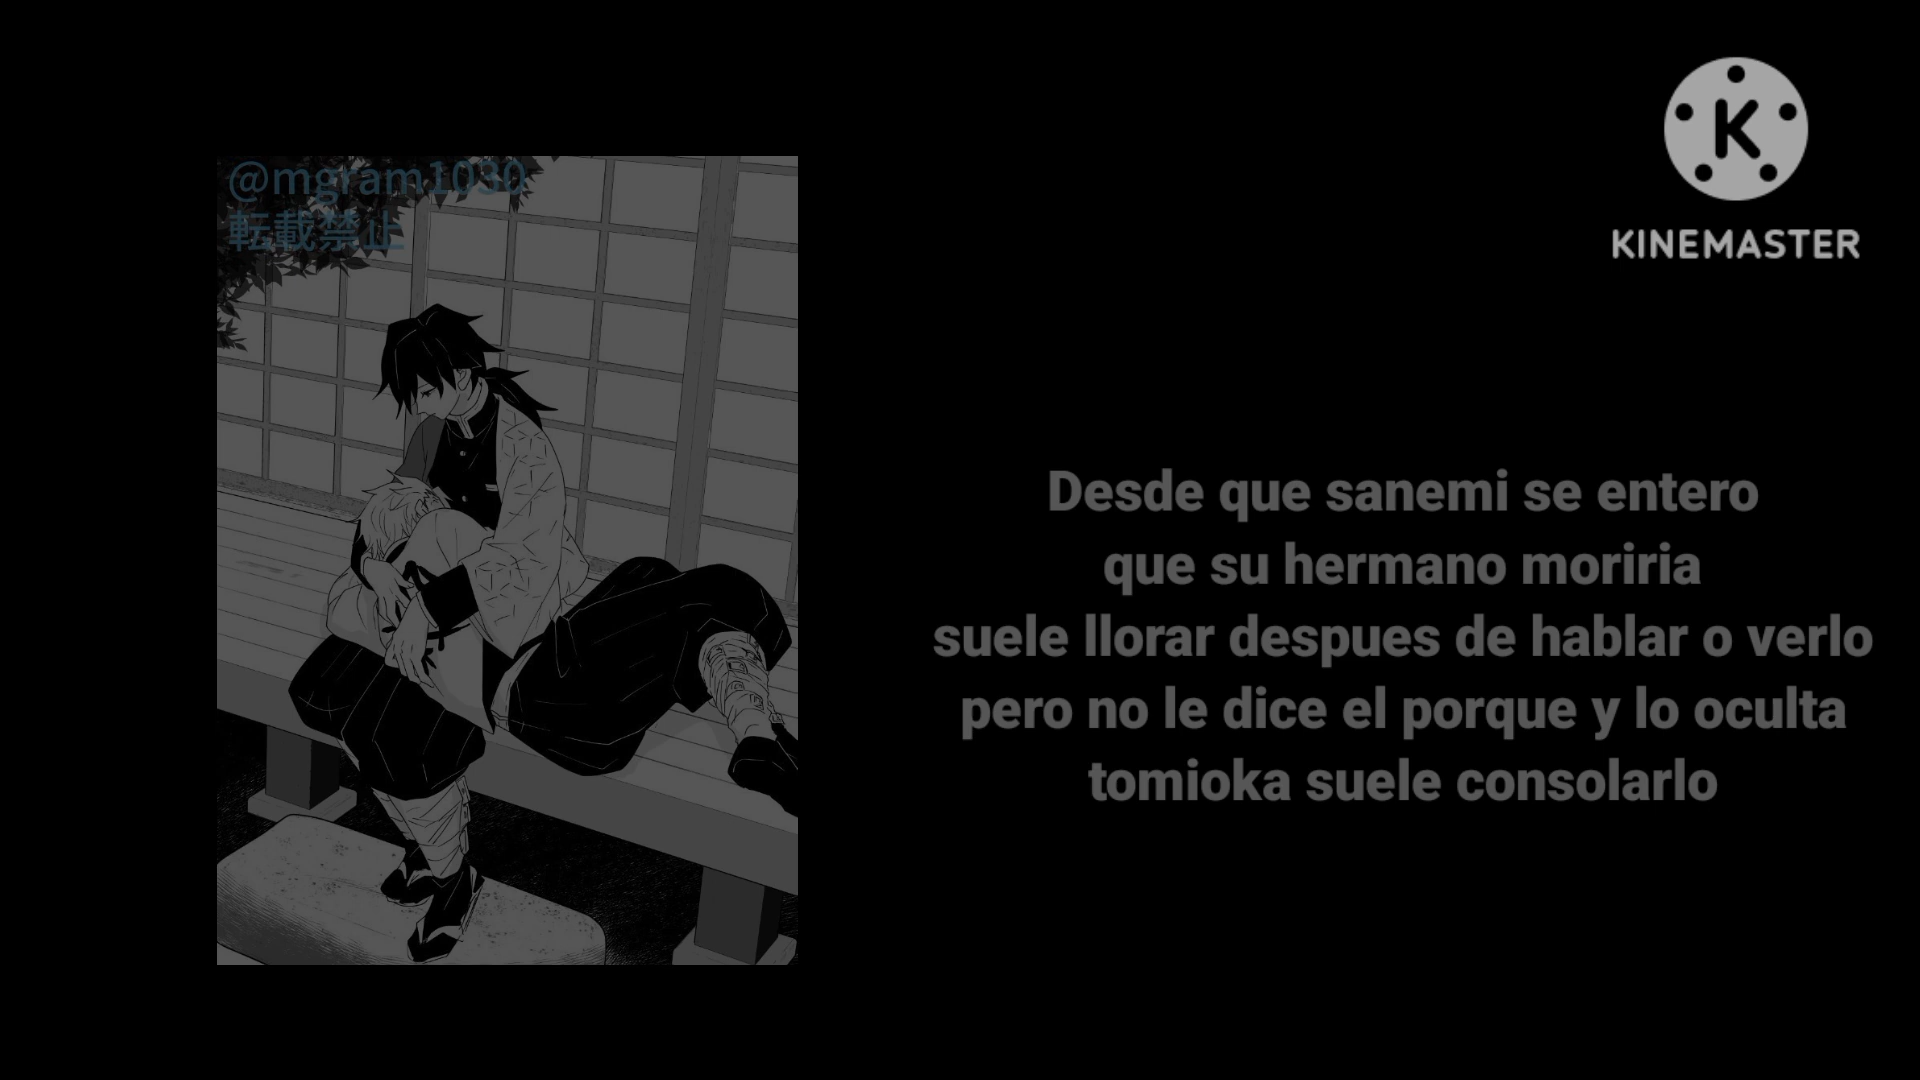 @mgram1030
転載禁止
KINEMASTER
Desde que sanemi se entero
que su hermano moriria
suele llorar despues de hablar o verlo
pero no le dice el porque y lo oculta
tomioka suele consolarlo